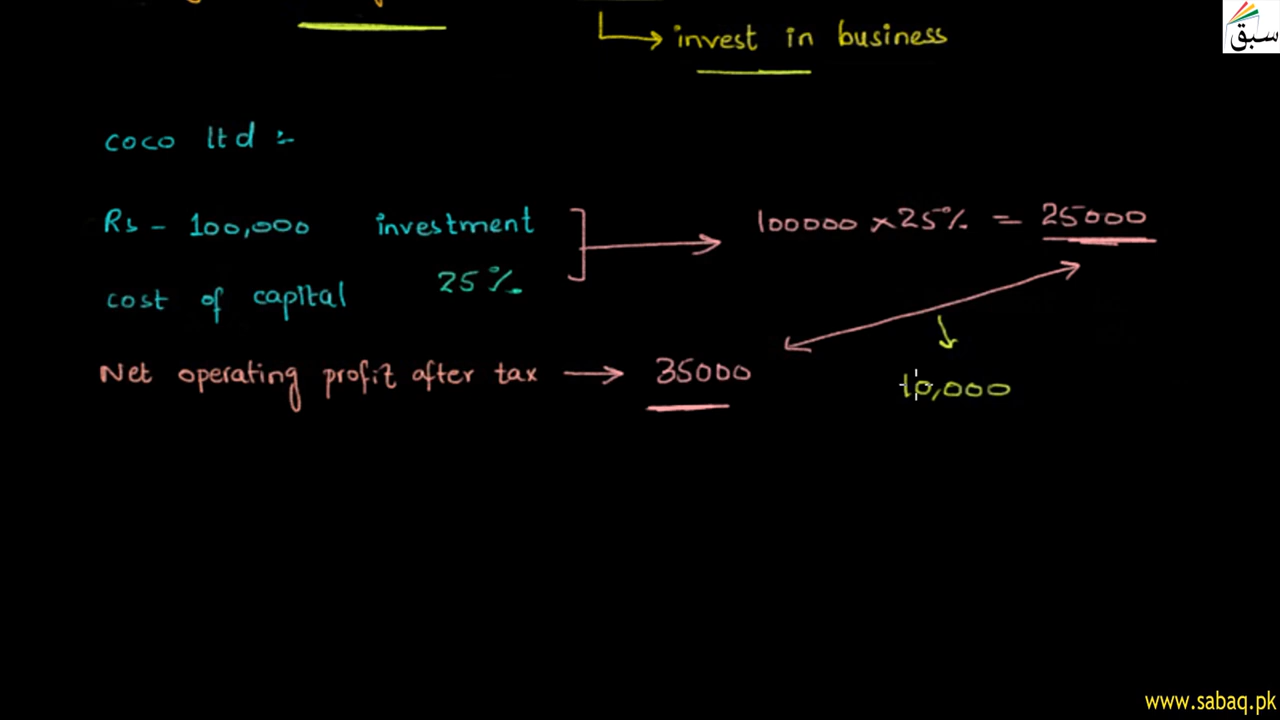 invest in business
سبق
coco ltd :-
Rs - 100,000 investment
100000 × 25% = 25000
cost of capital 25%.
Net operating profit after tax → 35000
10,000
www.sabaq.pk